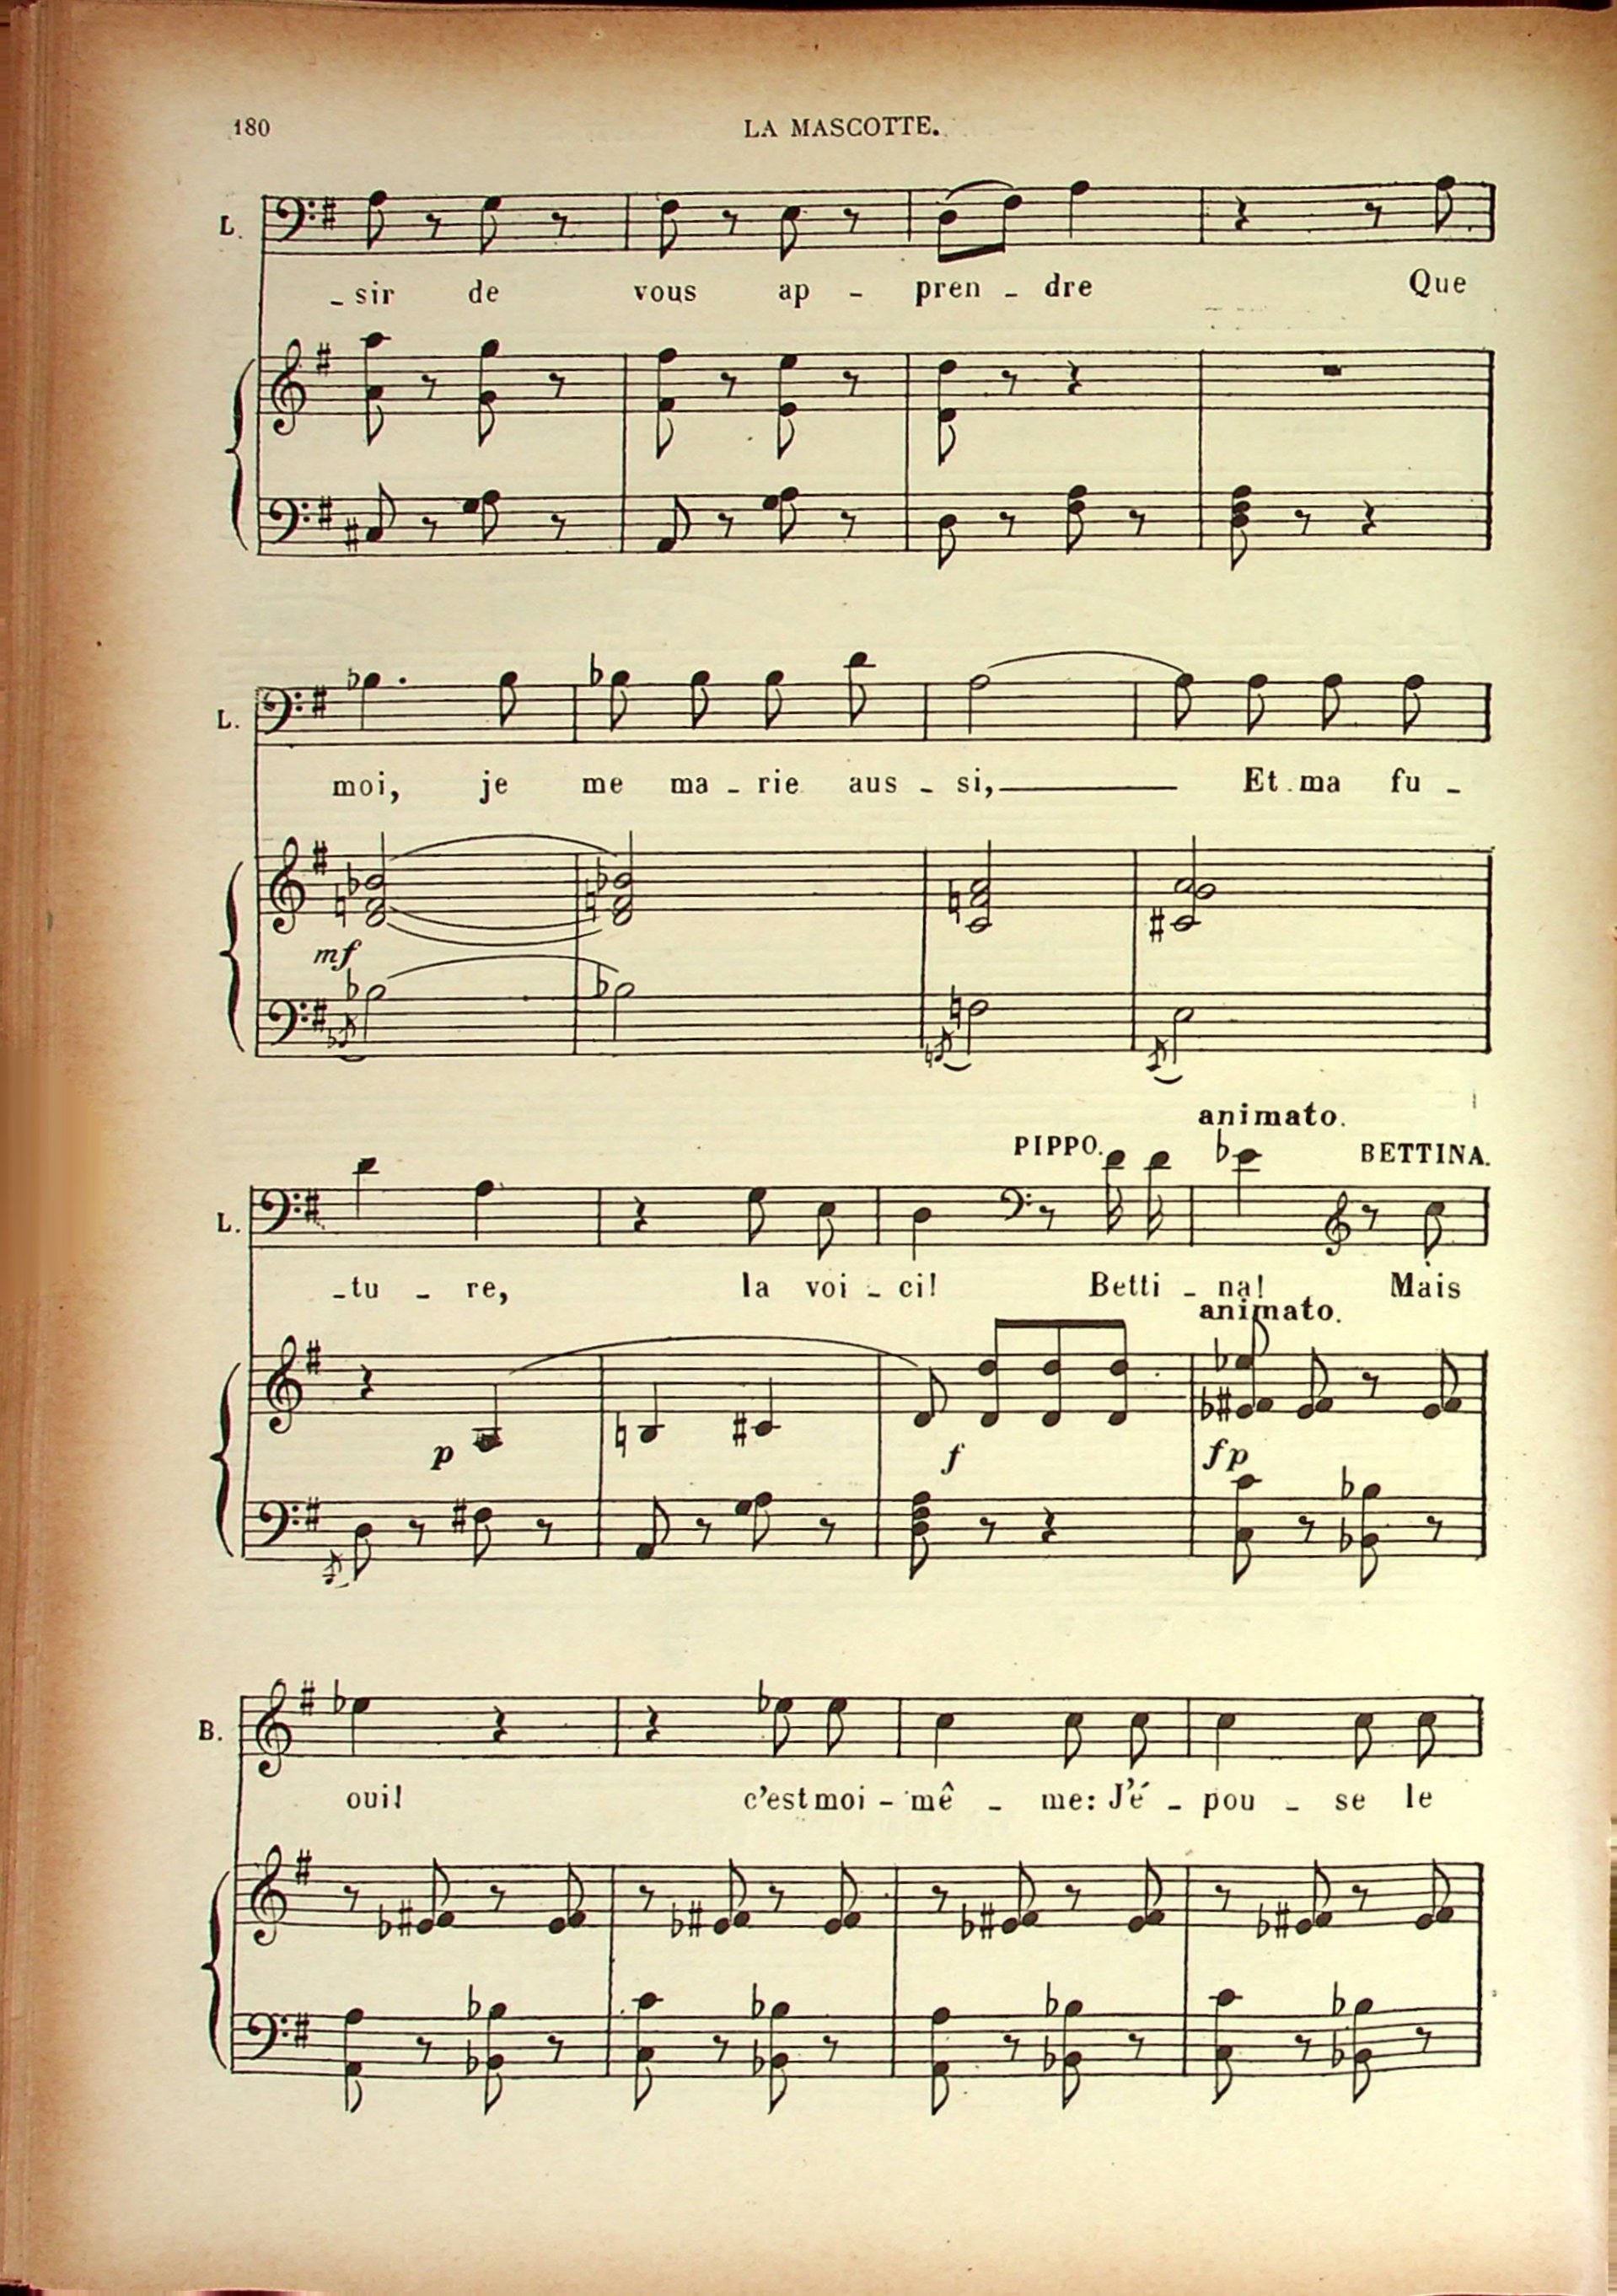 180
LA MASCOTTE.
L.
- sir de vous ap - pren - dre Que
L.
moi, je me ma - rie aus - si, Et ma fu -
mf
animato.
PIPPO. BETTINA.
L.
- tu - re, la voi - ci! Betti - na! Mais
animato.
p f fp
B.
oui! c'est moi - mê - me: J'é - pou - se le